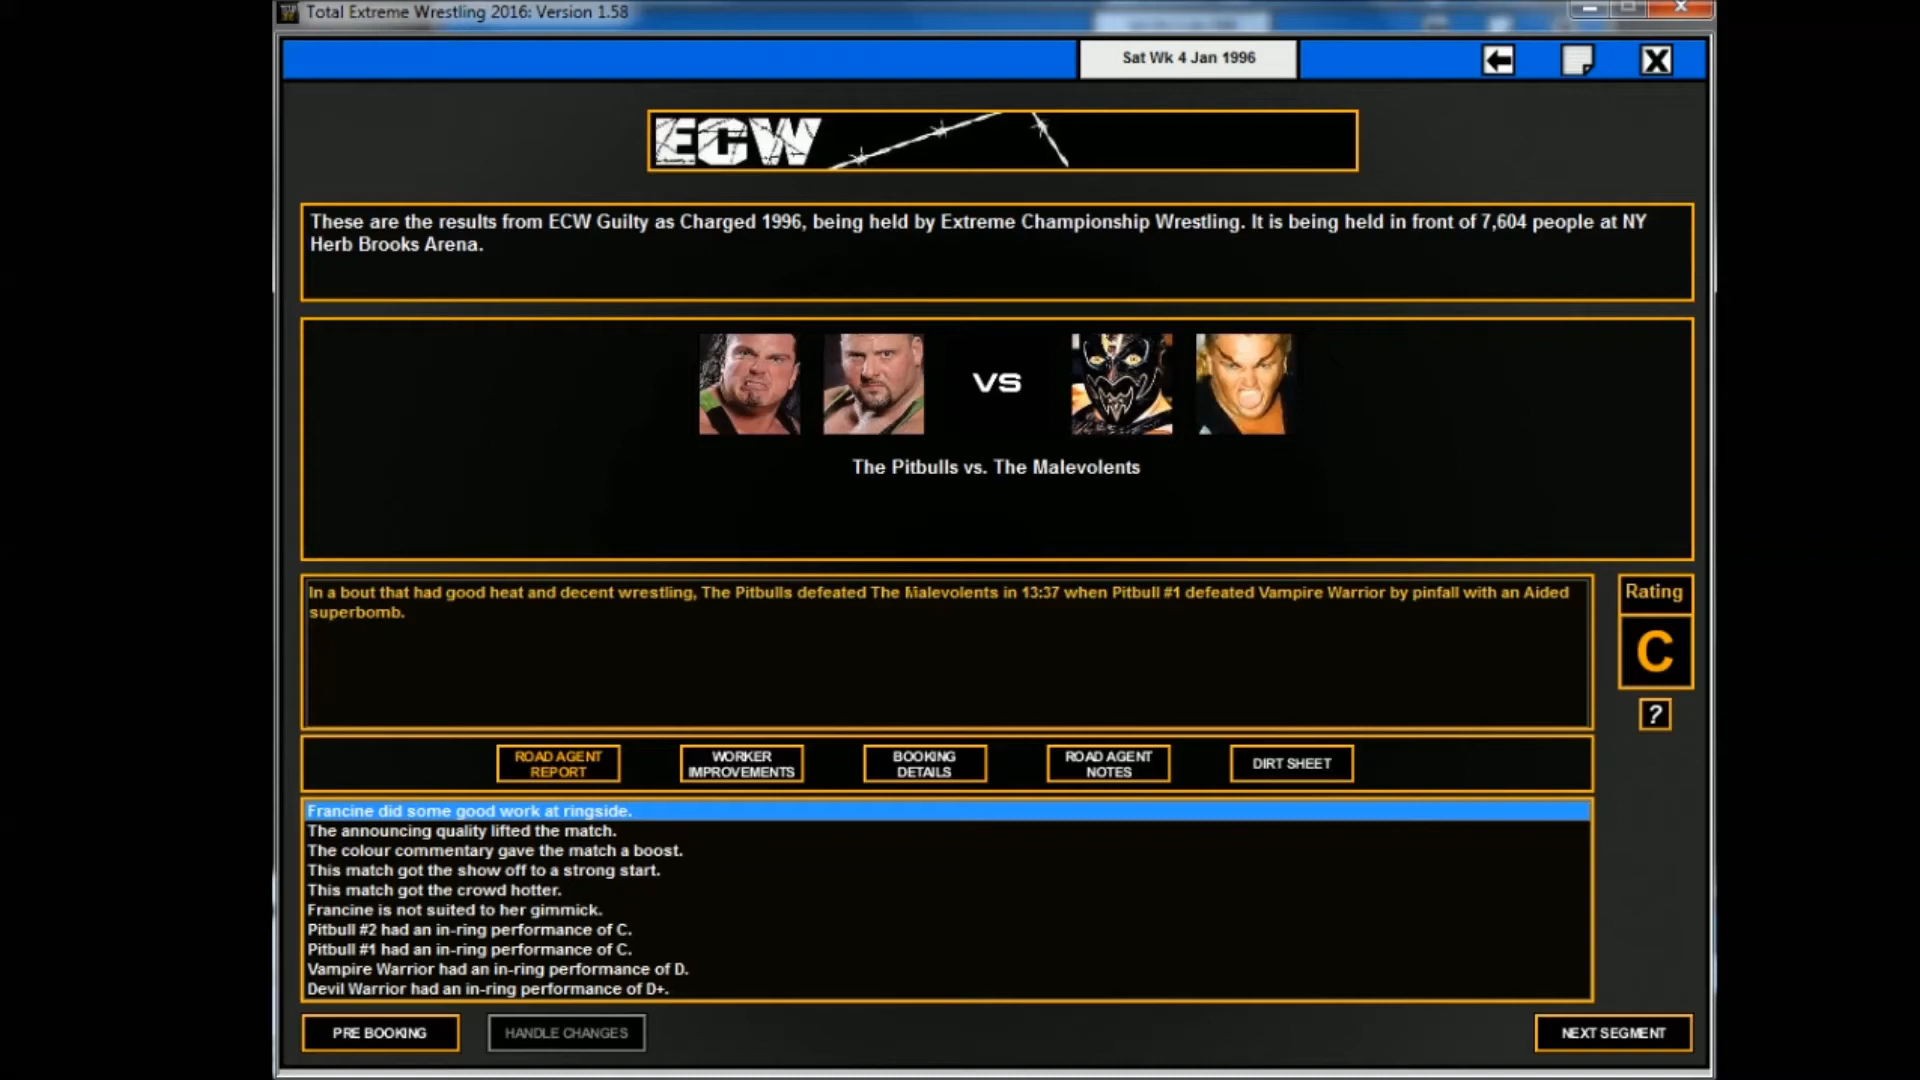 Total Extreme Wrestling 2016: Version 1.58
Sat Wk 4 Jan 1996
ECW
These are the results from ECW Guilty as Charged 1996, being held by Extreme Championship Wrestling. It is being held in front of 7,604 people at NY
Herb Brooks Arena.
VS
The Pitbulls vs. The Malevolents
In a bout that had good heat and decent wrestling, The Pitbulls defeated The Malevolents in 13:37 when Pitbull #1 defeated Vampire Warrior by pinfall with an Aided
superbomb.
Rating
C
?
ROAD AGENT
REPORT
WORKER
IMPROVEMENTS
BOOKING
DETAILS
ROAD AGENT
NOTES
DIRT SHEET
Francine did some good work at ringside.
The announcing quality lifted the match.
The colour commentary gave the match a boost.
This match got the show off to a strong start.
This match got the crowd hotter.
Francine is not suited to her gimmick.
Pitbull #2 had an in-ring performance of C.
Pitbull #1 had an in-ring performance of C.
Vampire Warrior had an in-ring performance of D.
Devil Warrior had an in-ring performance of D+.
PRE BOOKING
HANDLE CHANGES
NEXT SEGMENT